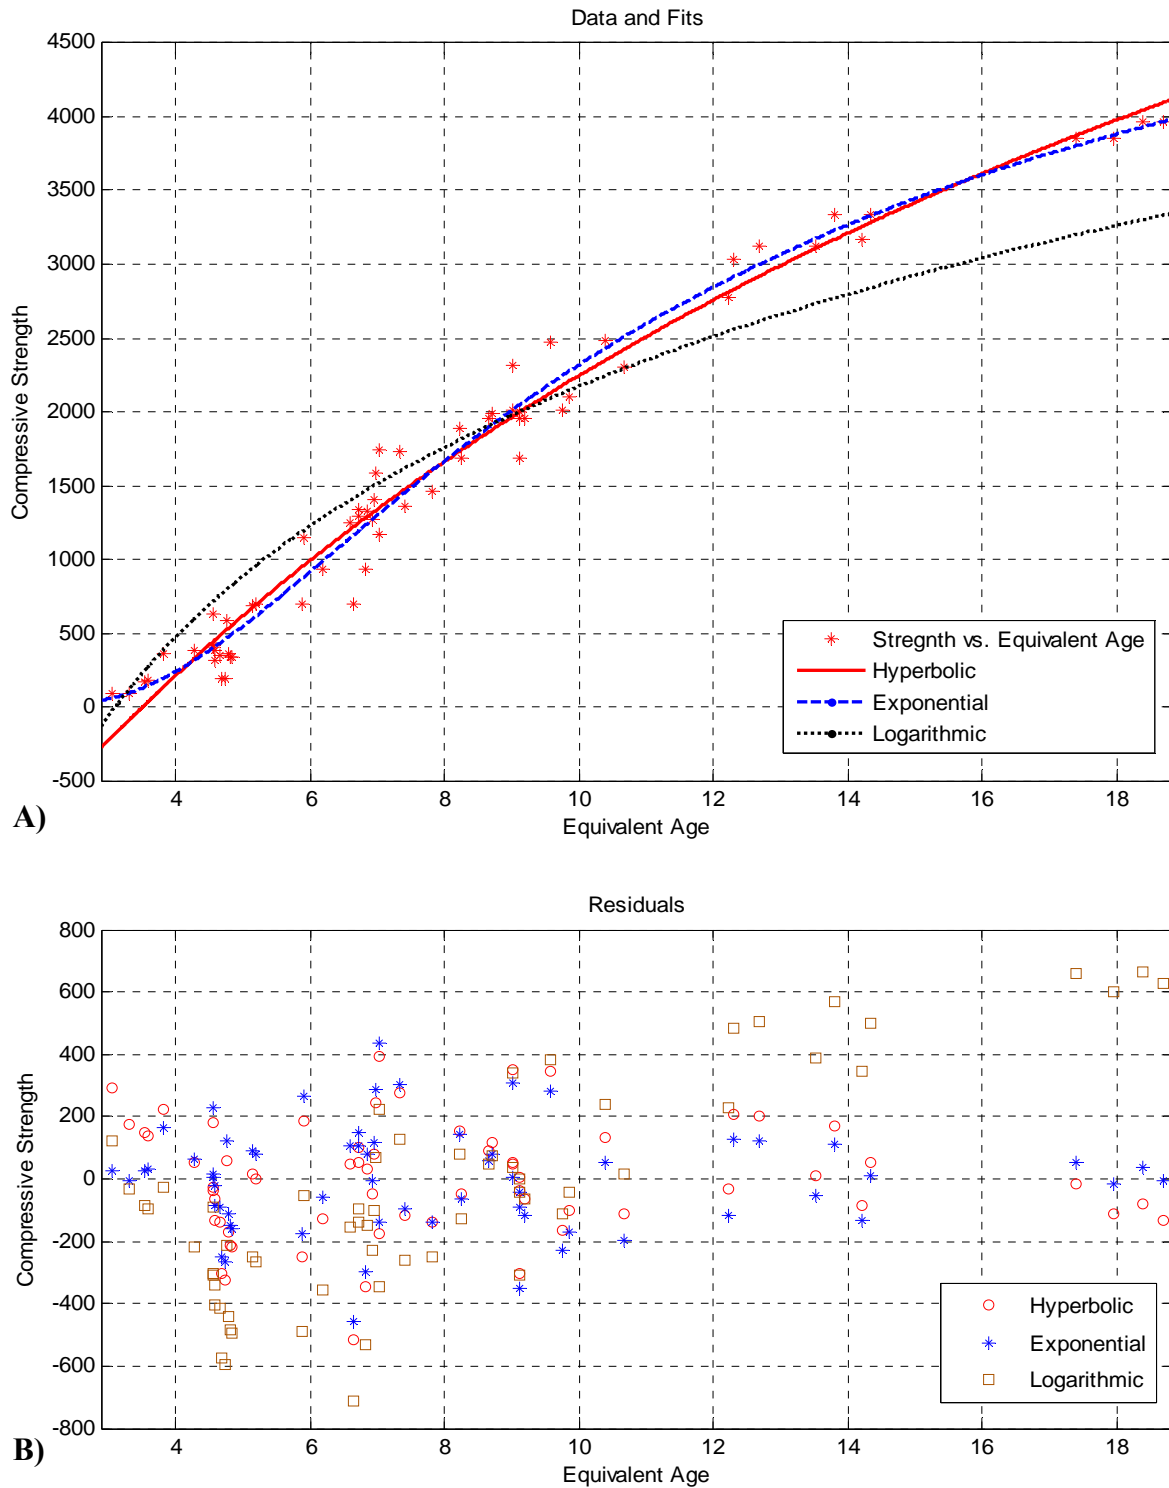 Data and Fits
4500
4000
3500
3000
2500
2000
1500
1000
500
0
-500
Compressive Strength
Stregnth vs. Equivalent Age
Hyperbolic
Exponential
Logarithmic
4 6 8 10 12 14 16 18
Equivalent Age
A)
Residuals
800
600
400
200
0
-200
-400
-600
-800
Compressive Strength
Hyperbolic
Exponential
Logarithmic
4 6 8 10 12 14 16 18
Equivalent Age
B)